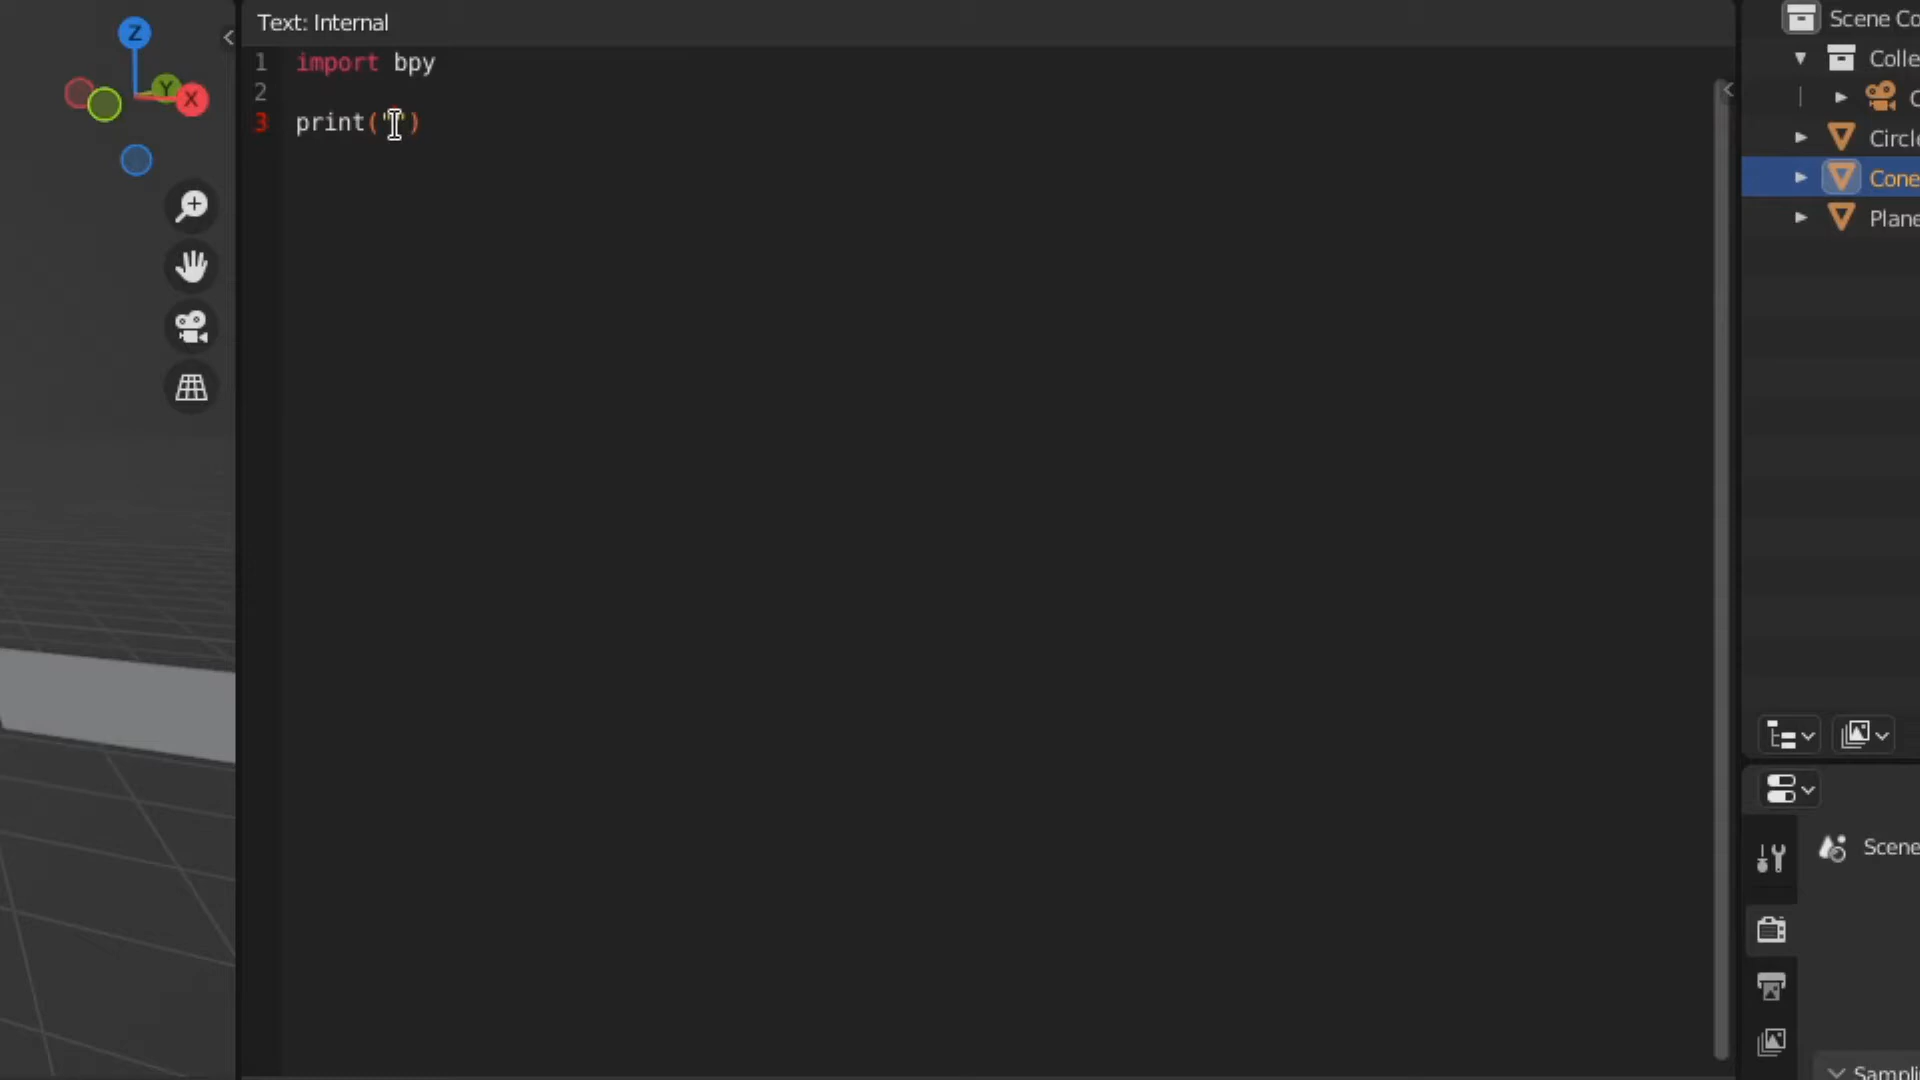 Text: Internal
1 import bpy
2
3 print("")
Z
Y
X
Scene Co
Colle
C
Circle
Cone
Plane
Scene
Sampli